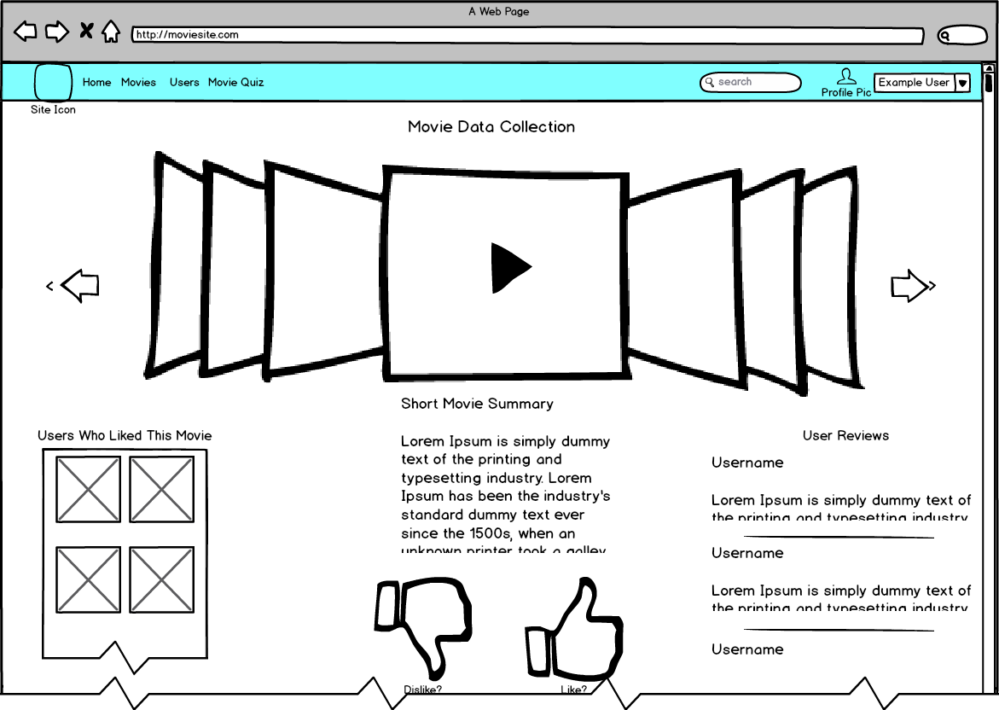 A Web Page
http://moviesite.com
Home Movies Users Movie Quiz
search
Profile Pic
Example User
Site Icon
Movie Data Collection
<
>
Short Movie Summary
Lorem Ipsum is simply dummy
text of the printing and
typesetting industry. Lorem
Ipsum has been the industry's
standard dummy text ever
since the 1500s, when an
unknown printer took a galley
Users Who Liked This Movie
User Reviews
Username
Lorem Ipsum is simply dummy text of
the printing and typesetting industry.
Username
Lorem Ipsum is simply dummy text of
the printing and typesetting industry.
Username
Dislike?
Like?